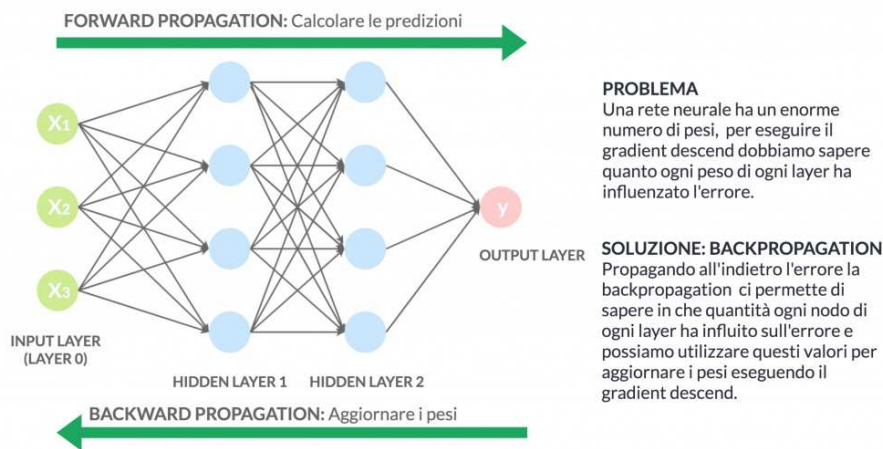 FORWARD PROPAGATION: Calcolare le predizioni
X1
X2
X3
y
INPUT LAYER
(LAYER 0)
HIDDEN LAYER 1
HIDDEN LAYER 2
OUTPUT LAYER
BACKWARD PROPAGATION: Aggiornare i pesi
PROBLEMA
Una rete neurale ha un enorme
numero di pesi, per eseguire il
gradient descend dobbiamo sapere
quanto ogni peso di ogni layer ha
influenzato l'errore.
SOLUZIONE: BACKPROPAGATION
Propagando all'indietro l'errore la
backpropagation ci permette di
sapere in che quantità ogni nodo di
ogni layer ha influito sull'errore e
possiamo utilizzare questi valori per
aggiornare i pesi eseguendo il
gradient descend.